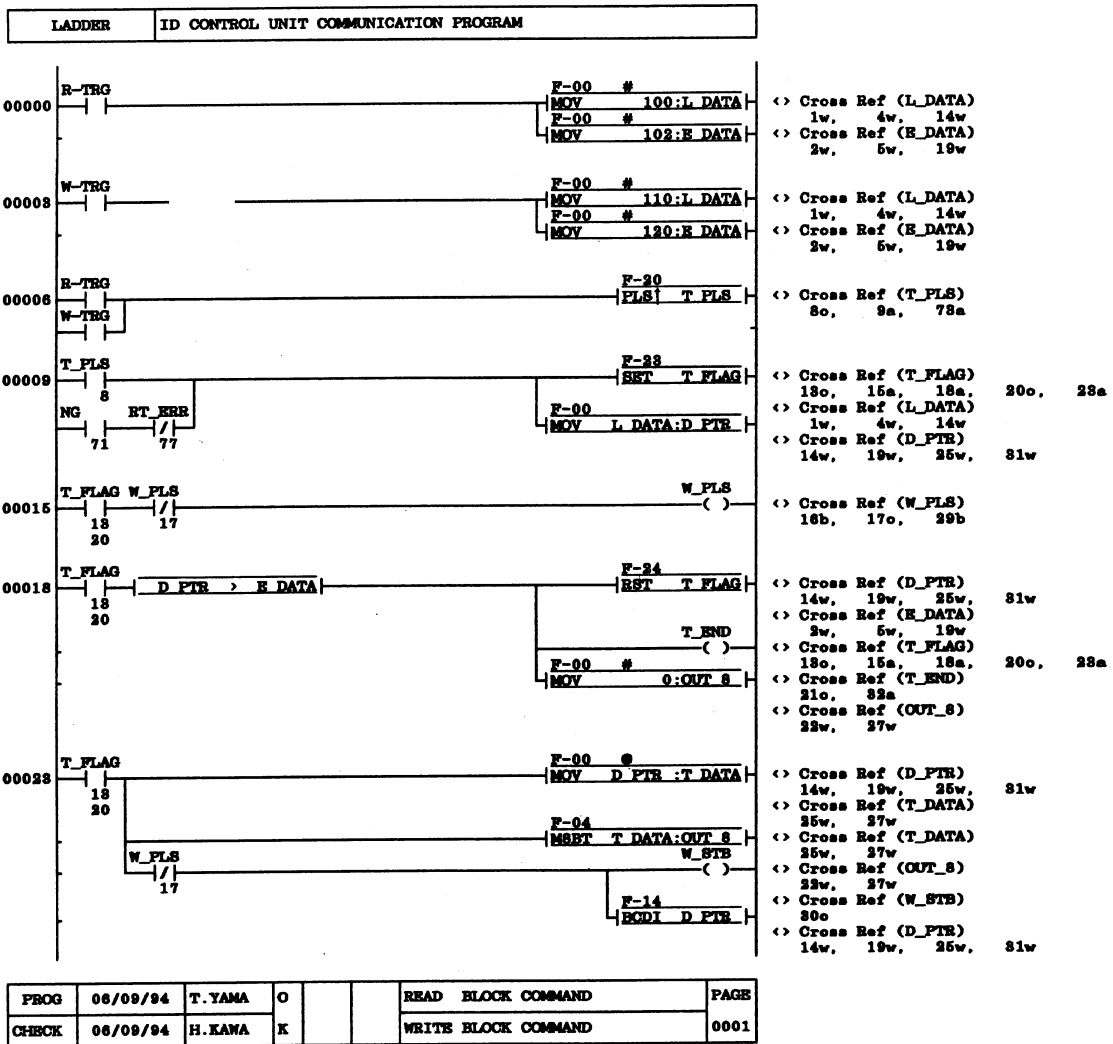 LADDER ID CONTROL UNIT COMMUNICATION PROGRAM
R-TRG F-00 #
00000 MOV 100:L_DATA <> Cross Ref (L_DATA)
F-00 # 1w, 4w, 14w
MOV 102:E_DATA <> Cross Ref (E_DATA)
2w, 5w, 19w
W-TRG F-00 #
00003 MOV 110:L_DATA <> Cross Ref (L_DATA)
F-00 # 1w, 4w, 14w
MOV 120:E_DATA <> Cross Ref (E_DATA)
2w, 5w, 19w
R-TRG F-20
00006 PLS↑ T_PLS <> Cross Ref (T_PLS)
W-TRG 8o, 9a, 73a
T_PLS F-23
00009 SET T_FLAG <> Cross Ref (T_FLAG)
8 13o, 15a, 18a, 20o, 23a
NG RT_ERR F-00 <> Cross Ref (L_DATA)
/ MOV L_DATA:D_PTR 1w, 4w, 14w
71 77 <> Cross Ref (D_PTR)
14w, 19w, 25w, 31w
T_FLAG W_PLS W_PLS
00015 / ( ) <> Cross Ref (W_PLS)
13 17 16b, 17o, 29b
20
T_FLAG F-24
00018 D_PTR > E_DATA RST T_FLAG <> Cross Ref (D_PTR)
13 14w, 19w, 25w, 31w
20 <> Cross Ref (E_DATA)
T_END 2w, 5w, 19w
( ) <> Cross Ref (T_FLAG)
F-00 # 13o, 15a, 18a, 20o, 23a
MOV 0:OUT_8 <> Cross Ref (T_END)
21o, 32a
<> Cross Ref (OUT_8)
22w, 27w
T_FLAG F-00 @
00023 MOV D_PTR :T_DATA <> Cross Ref (D_PTR)
13 14w, 19w, 25w, 31w
20 <> Cross Ref (T_DATA)
F-04 25w, 27w
M8BT T_DATA:OUT_8 <> Cross Ref (T_DATA)
W_PLS W_STB 25w, 27w
/ ( ) <> Cross Ref (OUT_8)
17 22w, 27w
F-14 <> Cross Ref (W_STB)
BCDI D_PTR 30o
<> Cross Ref (D_PTR)
14w, 19w, 25w, 31w
PROG 06/09/94 T.YAMA O READ BLOCK COMMAND PAGE
CHECK 06/09/94 H.KAWA K WRITE BLOCK COMMAND 0001